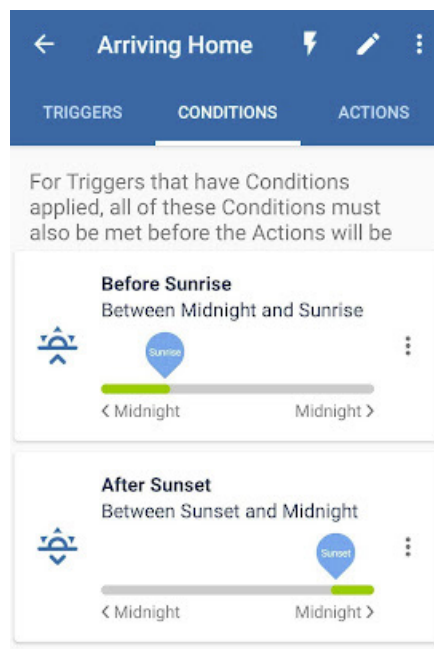 Arriving Home
TRIGGERS CONDITIONS ACTIONS
For Triggers that have Conditions
applied, all of these Conditions must
also be met before the Actions will be
Before Sunrise
Between Midnight and Sunrise
Sunrise
< Midnight Midnight >
After Sunset
Between Sunset and Midnight
Sunset
< Midnight Midnight >